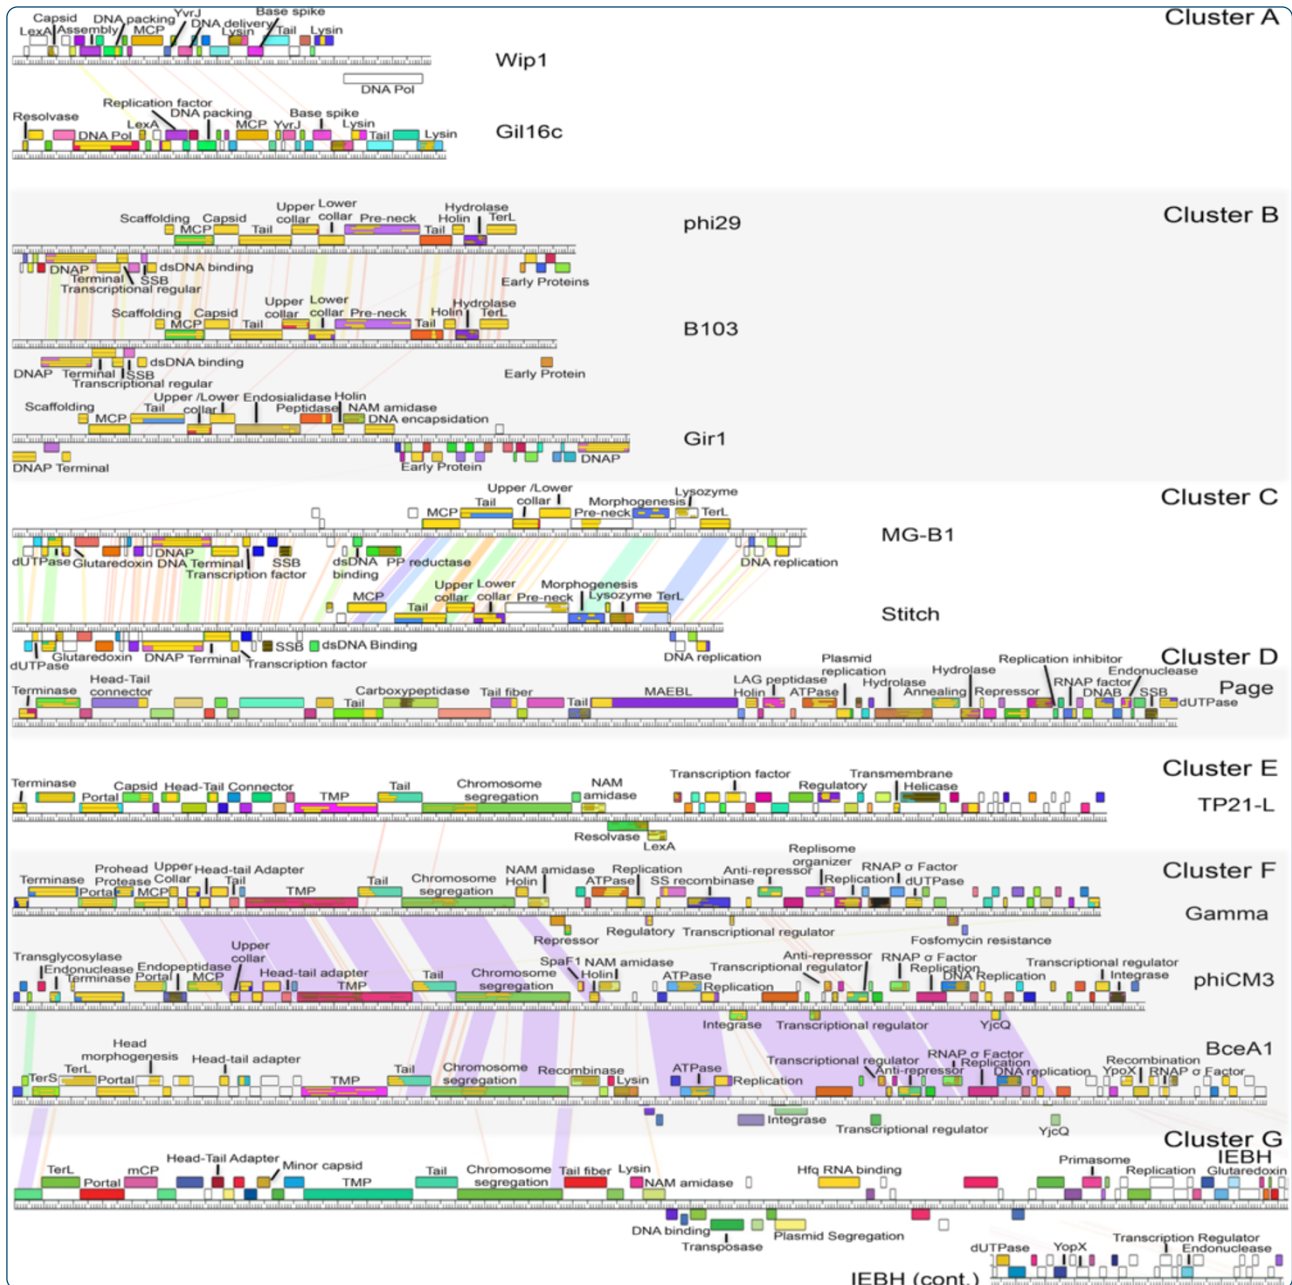 Cluster A
Capsid DNA packing YvrJ DNA delivery Base spike
LexA Assembly MCP Lysin Tail Lysin
Wip1
DNA Pol
Replication factor
Resolvase LexA DNA packing MCP YvrJ Base spike Lysin
DNA Pol Tail Lysin
Gil16c
Cluster B
Upper collar Lower collar Hydrolase
Scaffolding Capsid Pre-neck Holin TerL
MCP Tail Tail
phi29
DNAP dsDNA binding
Terminal SSB
Transcriptional regular
Early Proteins
Upper collar Lower collar Hydrolase
Scaffolding Capsid Pre-neck Holin TerL
MCP Tail Tail
B103
dsDNA binding
DNAP Terminal SSB
Transcriptional regular
Early Protein
Upper /Lower collar Endosialidase Holin
Scaffolding Tail Peptidase NAM amidase
MCP DNA encapsidation
Gir1
DNAP Terminal
Early Protein
DNAP
Cluster C
Upper /Lower collar Lysozyme
Tail Morphogenesis
MCP Pre-neck TerL
MG-B1
dUTPase Glutaredoxin DNAP DNA Terminal SSB
Transcription factor
dsDNA binding PP reductase
DNA replication
Upper collar Lower collar Morphogenesis
MCP Pre-neck Lysozyme TerL
Tail
Stitch
dUTPase Glutaredoxin DNAP Terminal SSB dsDNA Binding
Transcription factor
DNA replication
Cluster D
Plasmid replication Replication inhibitor
Head-Tail connector LAG peptidase Hydrolase Endonuclease
Terminase Carboxypeptidase Tail fiber MAEBL Holin ATPase Hydrolase Annealing Repressor RNAP factor DNAB SSB
Tail Tail dUTPase
Page
Cluster E
Terminase Capsid Head-Tail Connector Tail Chromosome segregation NAM amidase Transcription factor Transmembrane
Portal TMP Regulatory Helicase
TP21-L
Resolvase
LexA
Cluster F
Replisome organizer
Prohead Protease Upper Collar Head-tail Adapter NAM amidase Replication Anti-repressor RNAP σ Factor
Terminase Portal MCP Tail TMP Tail Chromosome segregation Holin ATPase SS recombinase Replication dUTPase
Gamma
Repressor Regulatory Transcriptional regulator Fosfomycin resistance
Upper collar
Transglycosylase Endopeptidase SpaF1 NAM amidase Anti-repressor RNAP σ Factor Transcriptional regulator
Endonuclease Portal Transcriptional regulator Replication
Terminase MCP Head-tail adapter Tail Chromosome segregation Holin ATPase DNA Replication Integrase
TMP Replication
phiCM3
Integrase Transcriptional regulator YjcQ
BceA1
Head morphogenesis Head-tail adapter Tail Chromosome segregation Recombinase ATPase Transcriptional regulator RNAP σ Factor Replication Recombination
TerS TerL Portal TMP Lysin Replication Anti-repressor DNA replication YpoX RNAP σ Factor
Integrase
Transcriptional regulator YjcQ
Cluster G
IEBH
Head-Tail Adapter Minor capsid Primasome
TerL mCP Tail Chromosome segregation Tail fiber Lysin Hfq RNA binding Replication Glutaredoxin
Portal TMP NAM amidase
DNA binding Plasmid Segregation
Transposase
Transcription Regulator
dUTPase YopX Endonuclease
IEBH (cont.)